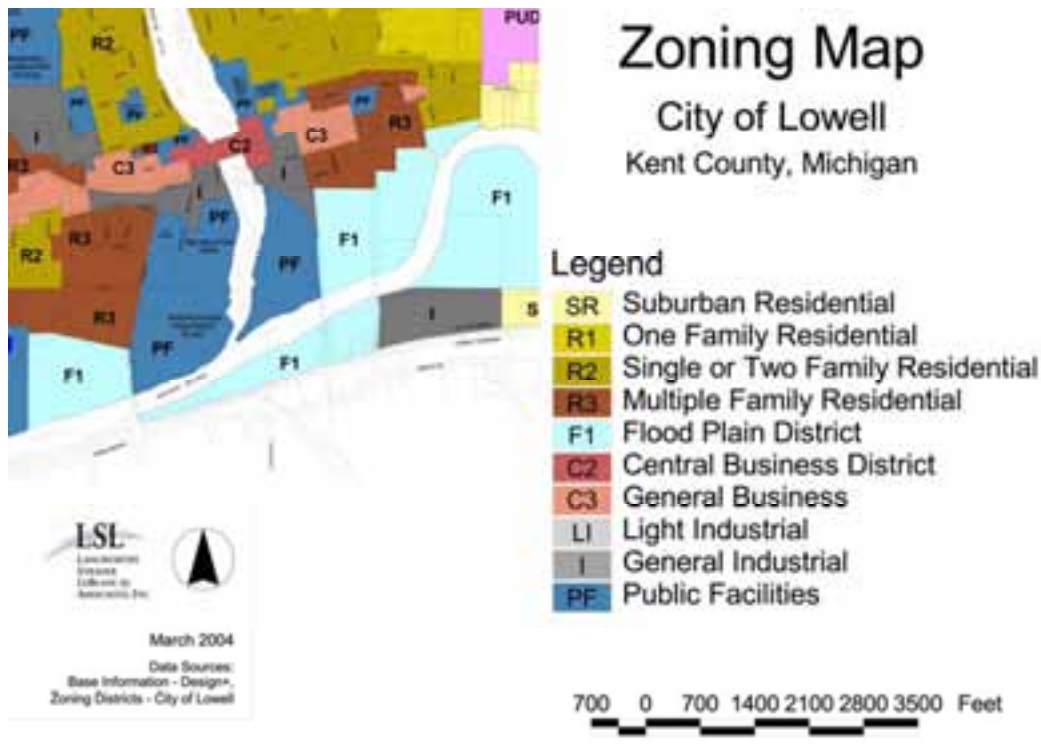 Zoning Map
City of Lowell
Kent County, Michigan
PF
R2
PUD
PF
PF
PF
PF
I
C3
R3
R3
C2
PF
C3
I
I
F1
PF
R3
F1
R2
PF
R3
I
S
PF
F1
F1
Legend
SR Suburban Residential
R1 One Family Residential
R2 Single or Two Family Residential
R3 Multiple Family Residential
F1 Flood Plain District
C2 Central Business District
C3 General Business
LI Light Industrial
I General Industrial
PF Public Facilities
LSL
March 2004
Data Sources:
Base Information - Design+,
Zoning Districts - City of Lowell
700 0 700 1400 2100 2800 3500 Feet